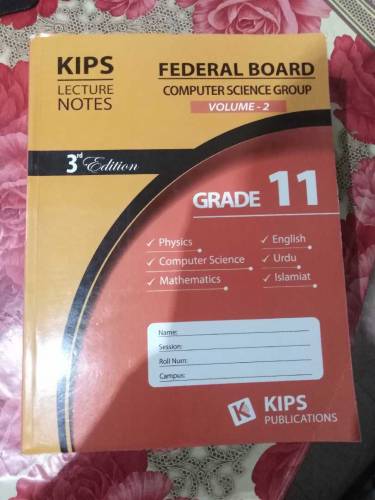 KIPS
LECTURE
NOTES
FEDERAL BOARD
COMPUTER SCIENCE GROUP
VOLUME - 2
3rd Edition
GRADE 11
✓ Physics
✓ Computer Science
✓ Mathematics
✓ English
✓ Urdu
✓ Islamiat
Name:
Session:
Roll Num:
Campus:
K
KIPS
PUBLICATIONS